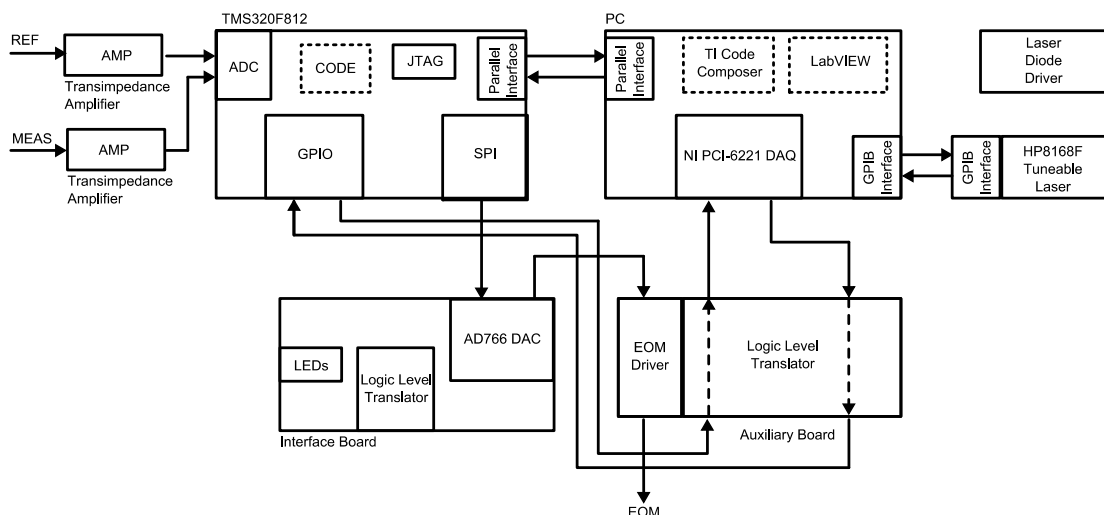 TMS320F812
PC
REF
AMP
Transimpedance
Amplifier
MEAS
AMP
Transimpedance
Amplifier
ADC
CODE
JTAG
Parallel
Interface
GPIO
SPI
Parallel
Interface
TI Code
Composer
LabVIEW
NI PCI-6221 DAQ
GPIB
Interface
Laser
Diode
Driver
GPIB
Interface
HP8168F
Tuneable
Laser
AD766 DAC
LEDs
Logic Level
Translator
Interface Board
EOM
Driver
Logic Level
Translator
Auxiliary Board
EOM